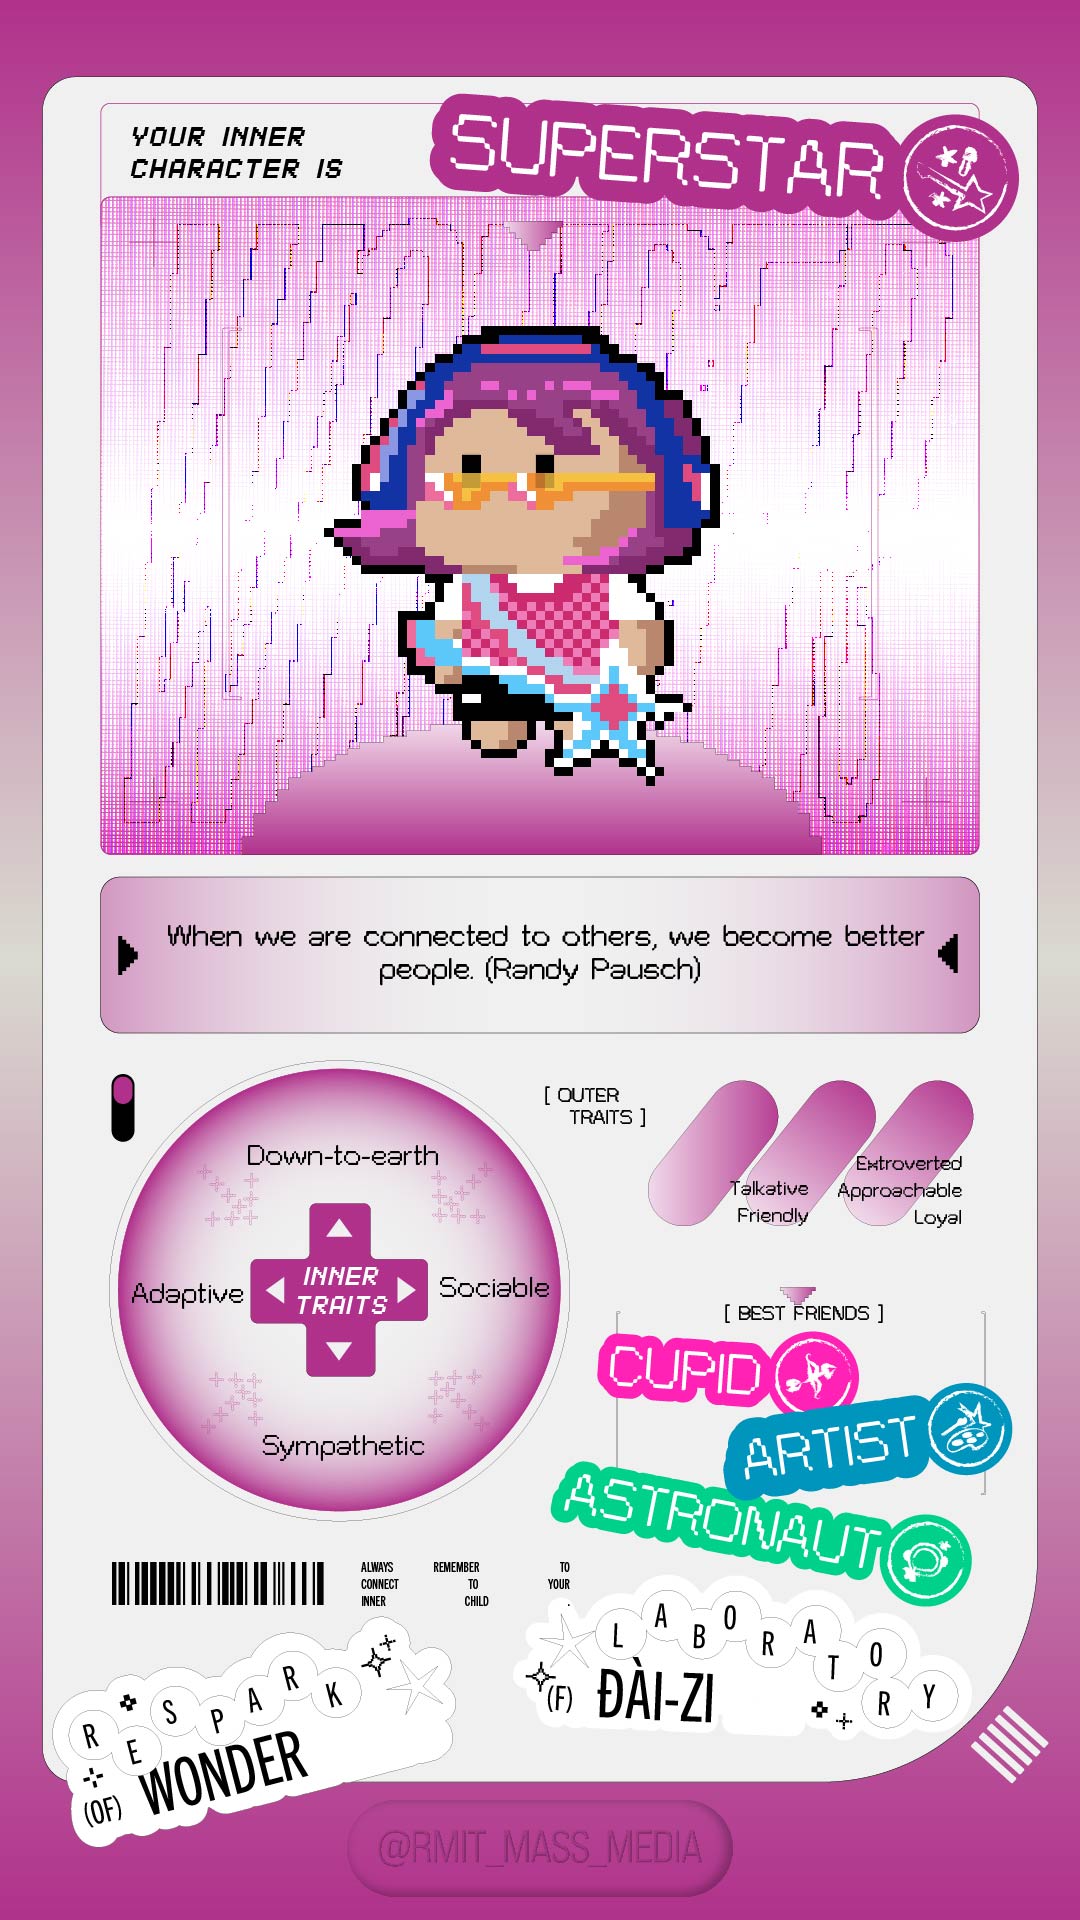 YOUR INNER
CHARACTER IS
SUPERSTAR
When we are connected to others, we become better
people. (Randy Pausch)
Down-to-earth
Adaptive
INNER
TRAITS
Sociable
Sympathetic
[ OUTER
TRAITS ]
Talkative
Friendly
Extroverted
Approachable
Loyal
[ BEST FRIENDS ]
CUPID
ARTIST
ASTRONAUT
ALWAYS REMEMBER TO
CONNECT TO YOUR
INNER CHILD .
RESPARK
(OF) WONDER
LABORATORY
(F) ĐÀI-ZI
@RMIT_MASS_MEDIA